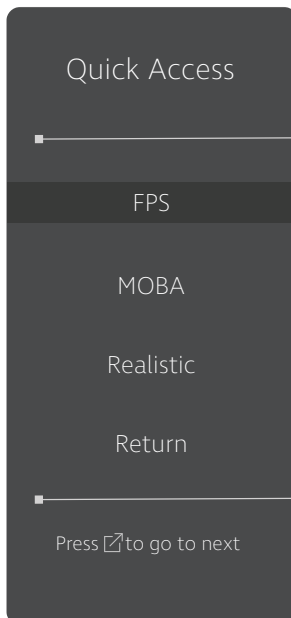 Quick Access
FPS
MOBA
Realistic
Return
Press to go to next